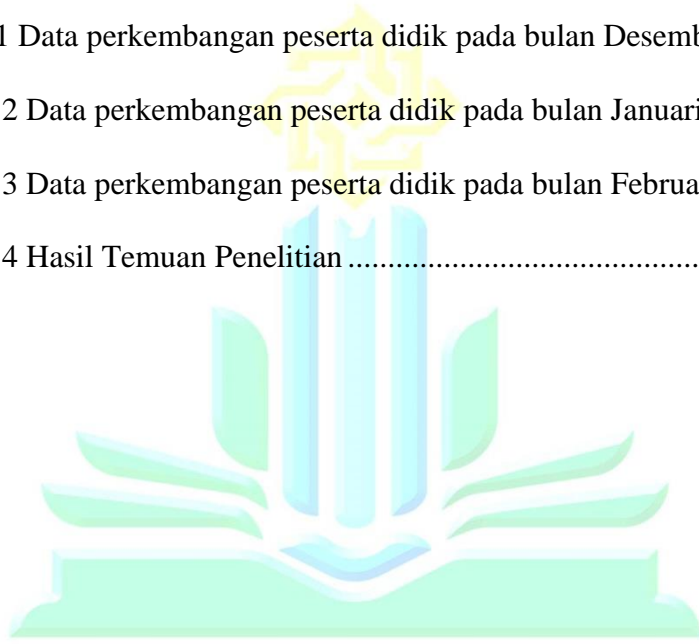 1 Data perkembangan peserta didik pada bulan Desemb
2 Data perkembangan peserta didik pada bulan Januari
3 Data perkembangan peserta didik pada bulan Februa
4 Hasil Temuan Penelitian ............................................